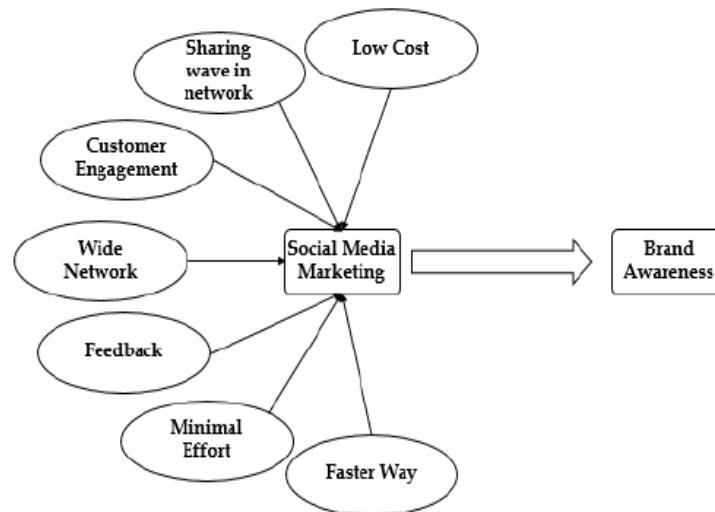 Sharing
wave in
network
Low Cost
Customer
Engagement
Wide
Network
Social Media
Marketing
Brand
Awareness
Feedback
Minimal
Effort
Faster Way